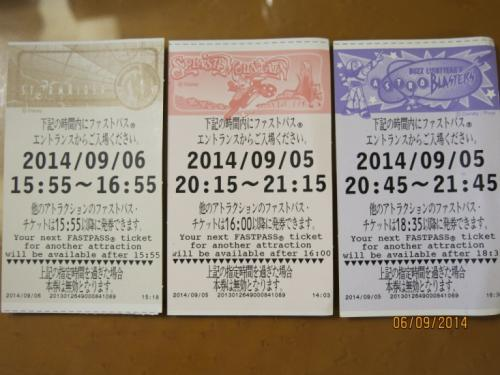 StormRider
下記の時間内にファストパス®
エントランスからご入場ください。
2014/09/06
15:55～16:55
他のアトラクションのファストパス・
チケットは15:55以降に発券できます。
Your next FASTPASS® ticket
for another attraction
will be available after 15:55
上記の指定時間を過ぎた場合
本券は無効となります。
2014/09/06 2013012649000841069 15:18
SPLASH MOUNTAIN
下記の時間内にファストパス®
エントランスからご入場ください。
2014/09/05
20:15～21:15
他のアトラクションのファストパス・
チケットは16:00以降に発券できます。
Your next FASTPASS® ticket
for another attraction
will be available after 16:00
上記の指定時間を過ぎた場合
本券は無効となります。
2014/09/05 2013012649000841069 14:03
BUZZ LIGHTYEAR'S
ASTRO BLASTERS
下記の時間内にファストパス®
エントランスからご入場ください。
2014/09/05
20:45～21:45
他のアトラクションのファストパス・
チケットは18:35以降に発券できます。
Your next FASTPASS® ticket
for another attraction
will be available after 18:3
上記の指定時間を過ぎた場合
本券は無効となります。
2014/09/05 2013012649000841069
06/09/2014